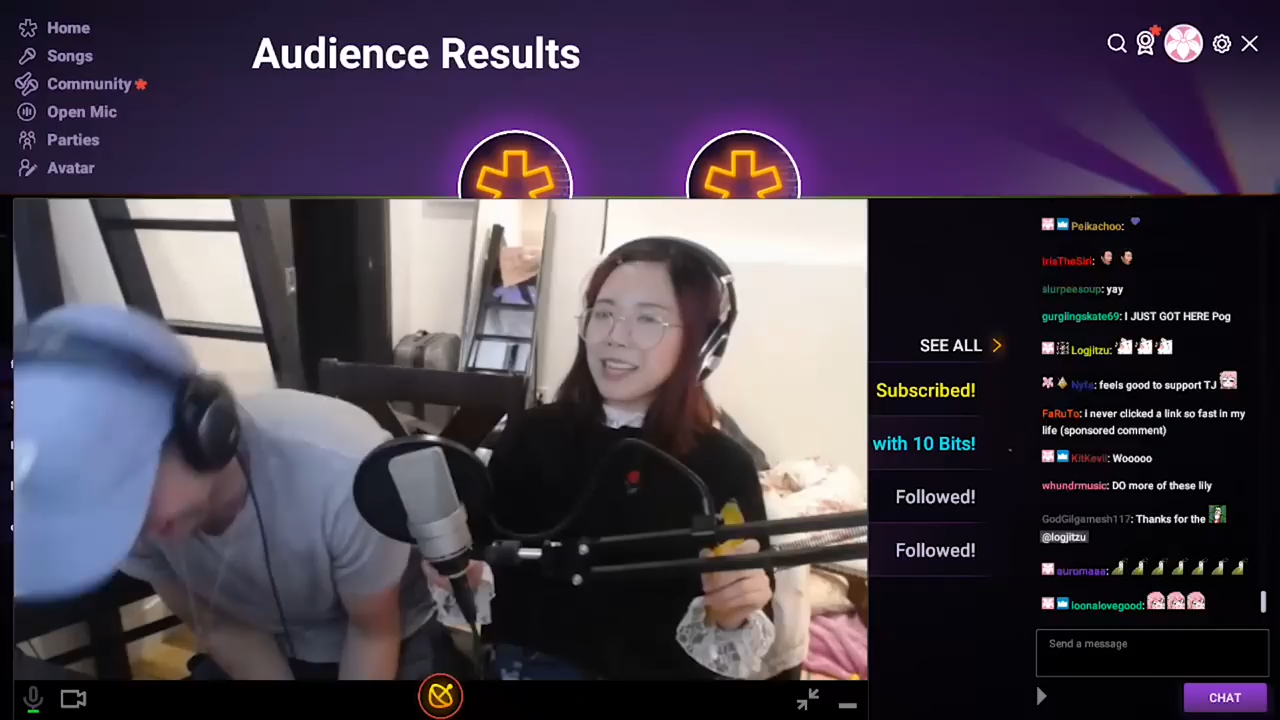 Home
Songs
Community
Open Mic
Parties
Avatar
Audience Results
SEE ALL
Subscribed!
with 10 Bits!
Followed!
Followed!
Peikachoo:
IrisTheSiri:
slurpeesoup: yay
gurglingskate69: I JUST GOT HERE Pog
Logjitzu:
Nyfe: feels good to support TJ
FaRuTo: i never clicked a link so fast in my
life (sponsored comment)
KitKevil: Wooooo
whundrmusic: DO more of these lily
GodGilgamesh117: Thanks for the
@logjitzu
auromaaa:
loonalovegood:
Send a message
CHAT